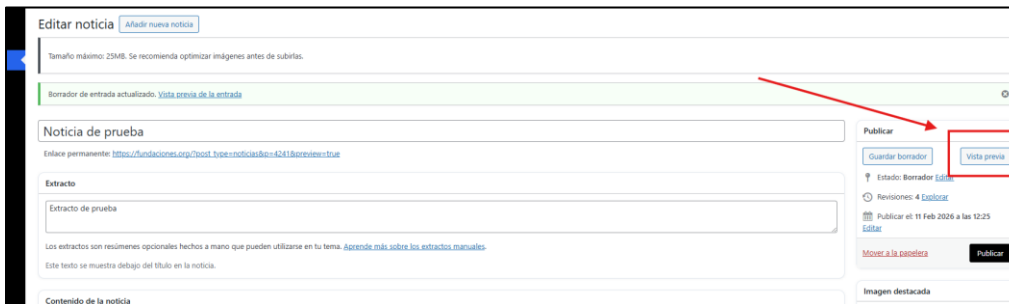 Editar noticia Añadir nueva noticia
Tamaño máximo: 25MB. Se recomienda optimizar imágenes antes de subirlas.
Borrador de entrada actualizado. Vista previa de la entrada
Noticia de prueba
Enlace permanente: https://fundaciones.org/?post_type=noticias&p=4241&preview=true
Extracto
Extracto de prueba
Los extractos son resúmenes opcionales hechos a mano que pueden utilizarse en tu tema. Aprende más sobre los extractos manuales.
Este texto se muestra debajo del título en la noticia.
Contenido de la noticia
Publicar
Guardar borrador Vista previa
Estado: Borrador Editar
Revisiones: 4 Explorar
Publicar el: 11 Feb 2026 a las 12:25
Editar
Mover a la papelera Publicar
Imagen destacada